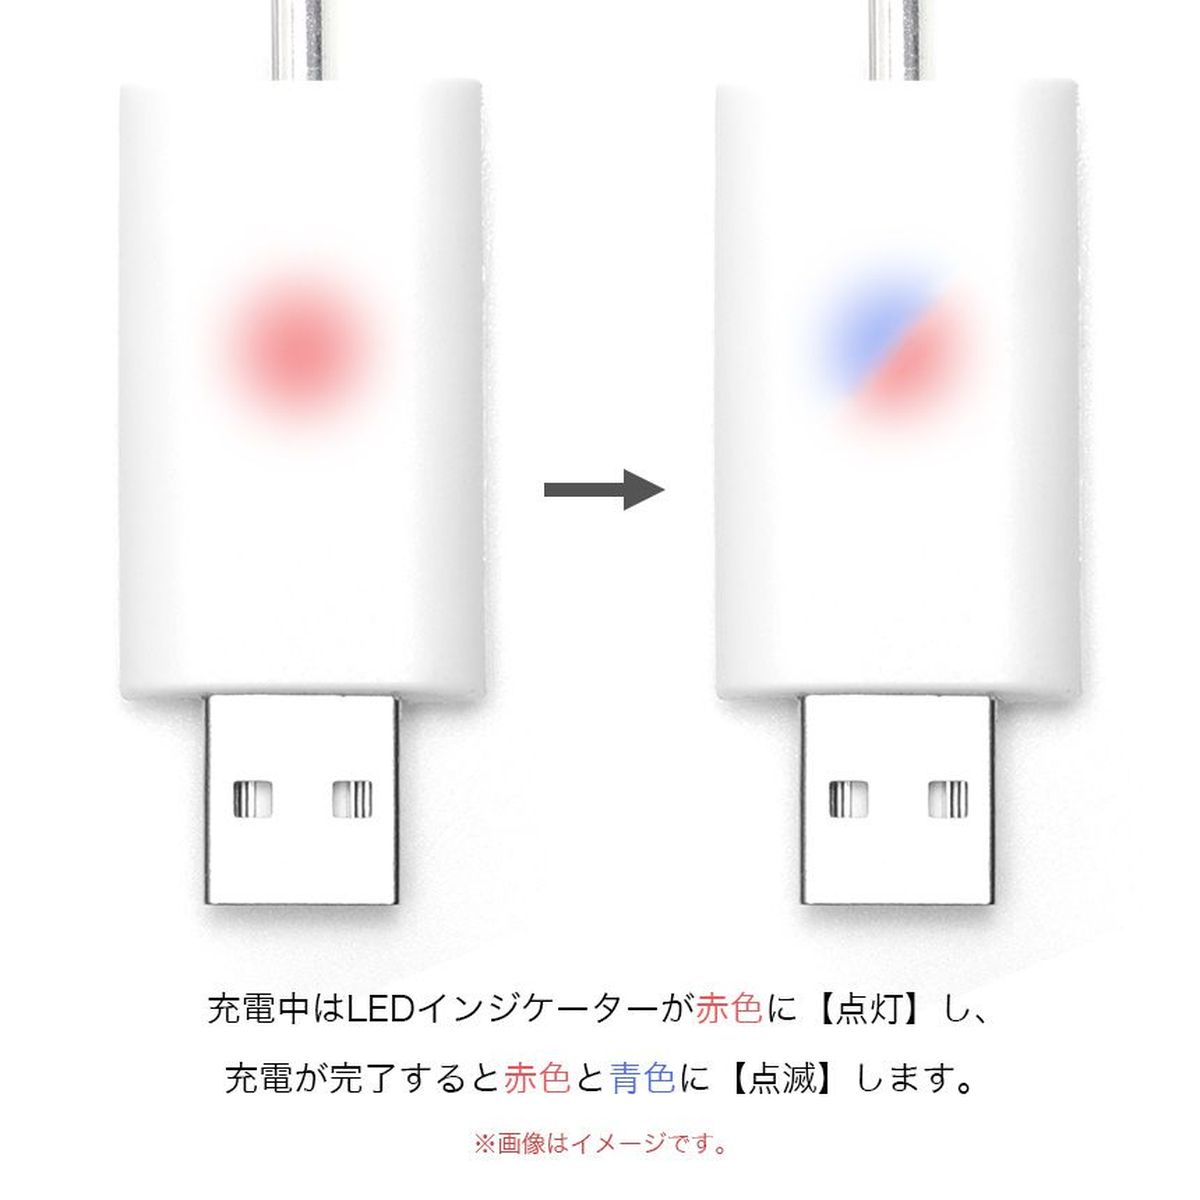 充電中はLEDインジケーターが赤色に【点灯】し、
充電が完了すると赤色と青色に【点滅】します。
※画像はイメージです。